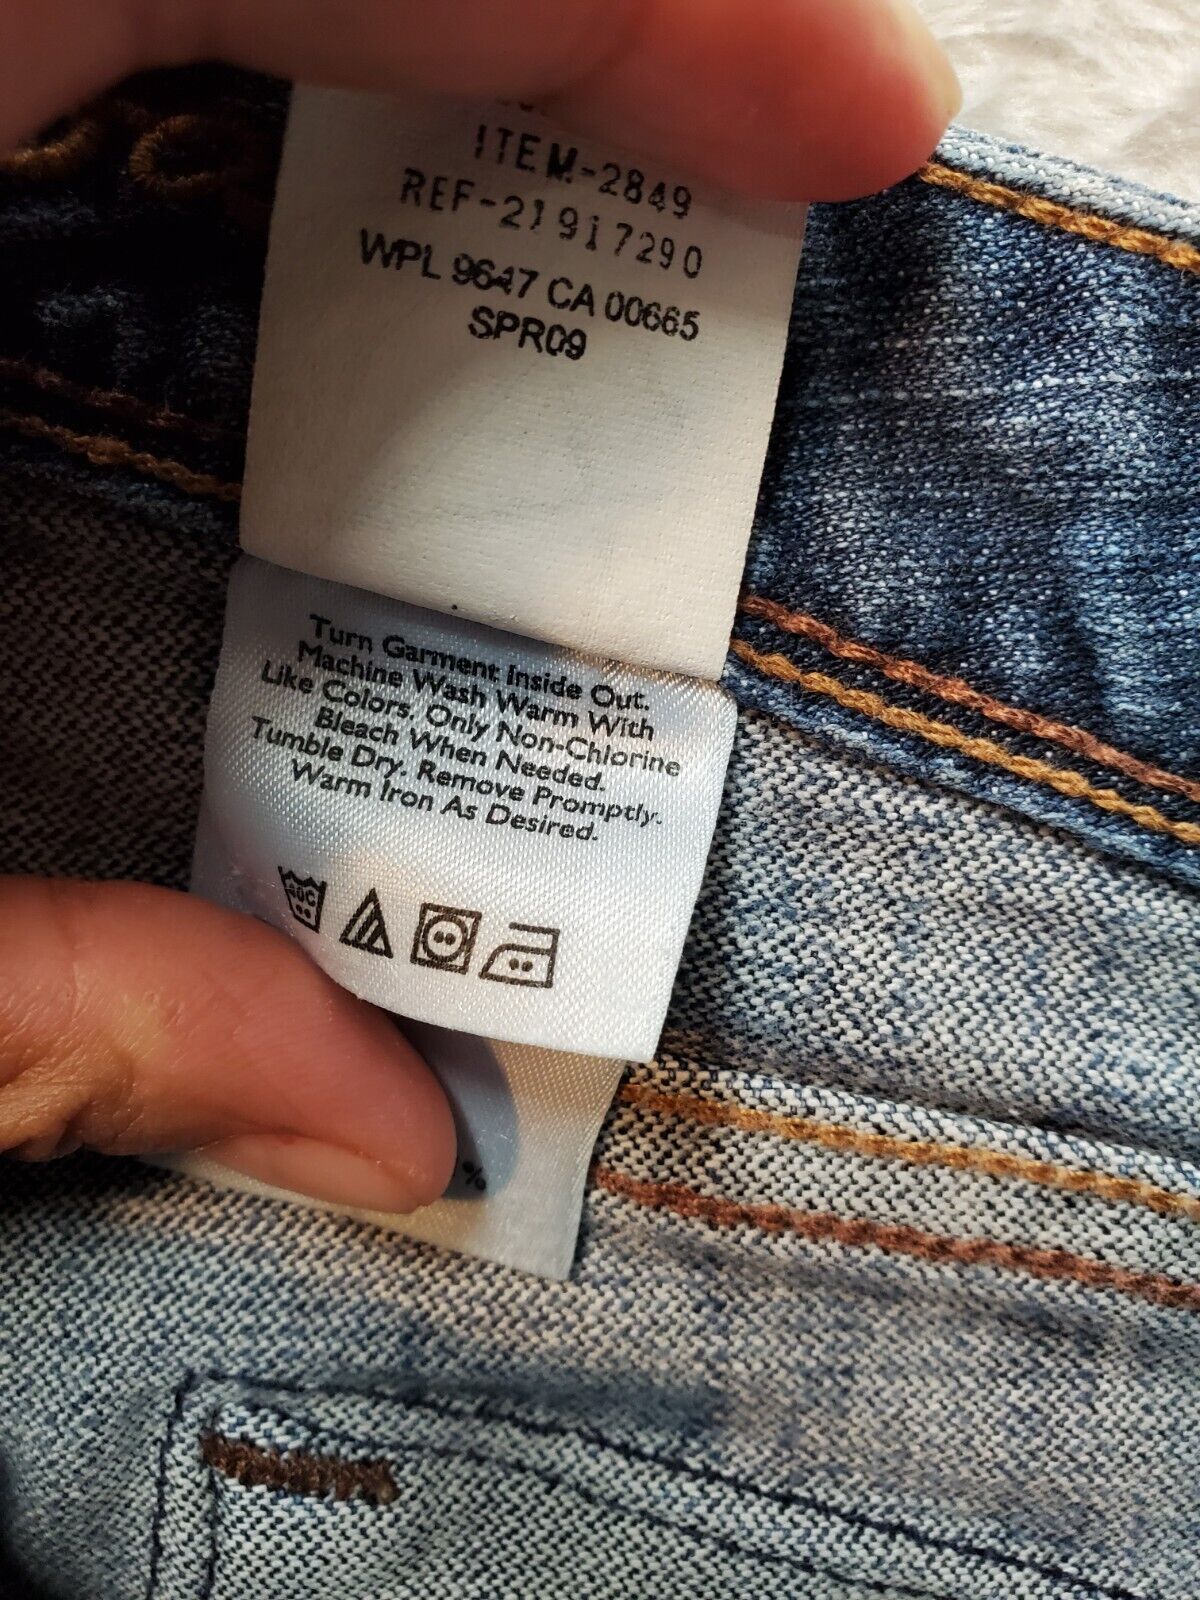 ITEM-2849
REF-21917290
WPL 9647 CA 00665
SPR09
Turn Garment Inside Out.
Machine Wash Warm With
Like Colors. Only Non-Chlorine
Bleach When Needed.
Tumble Dry. Remove Promptly.
Warm Iron As Desired.
40C
%